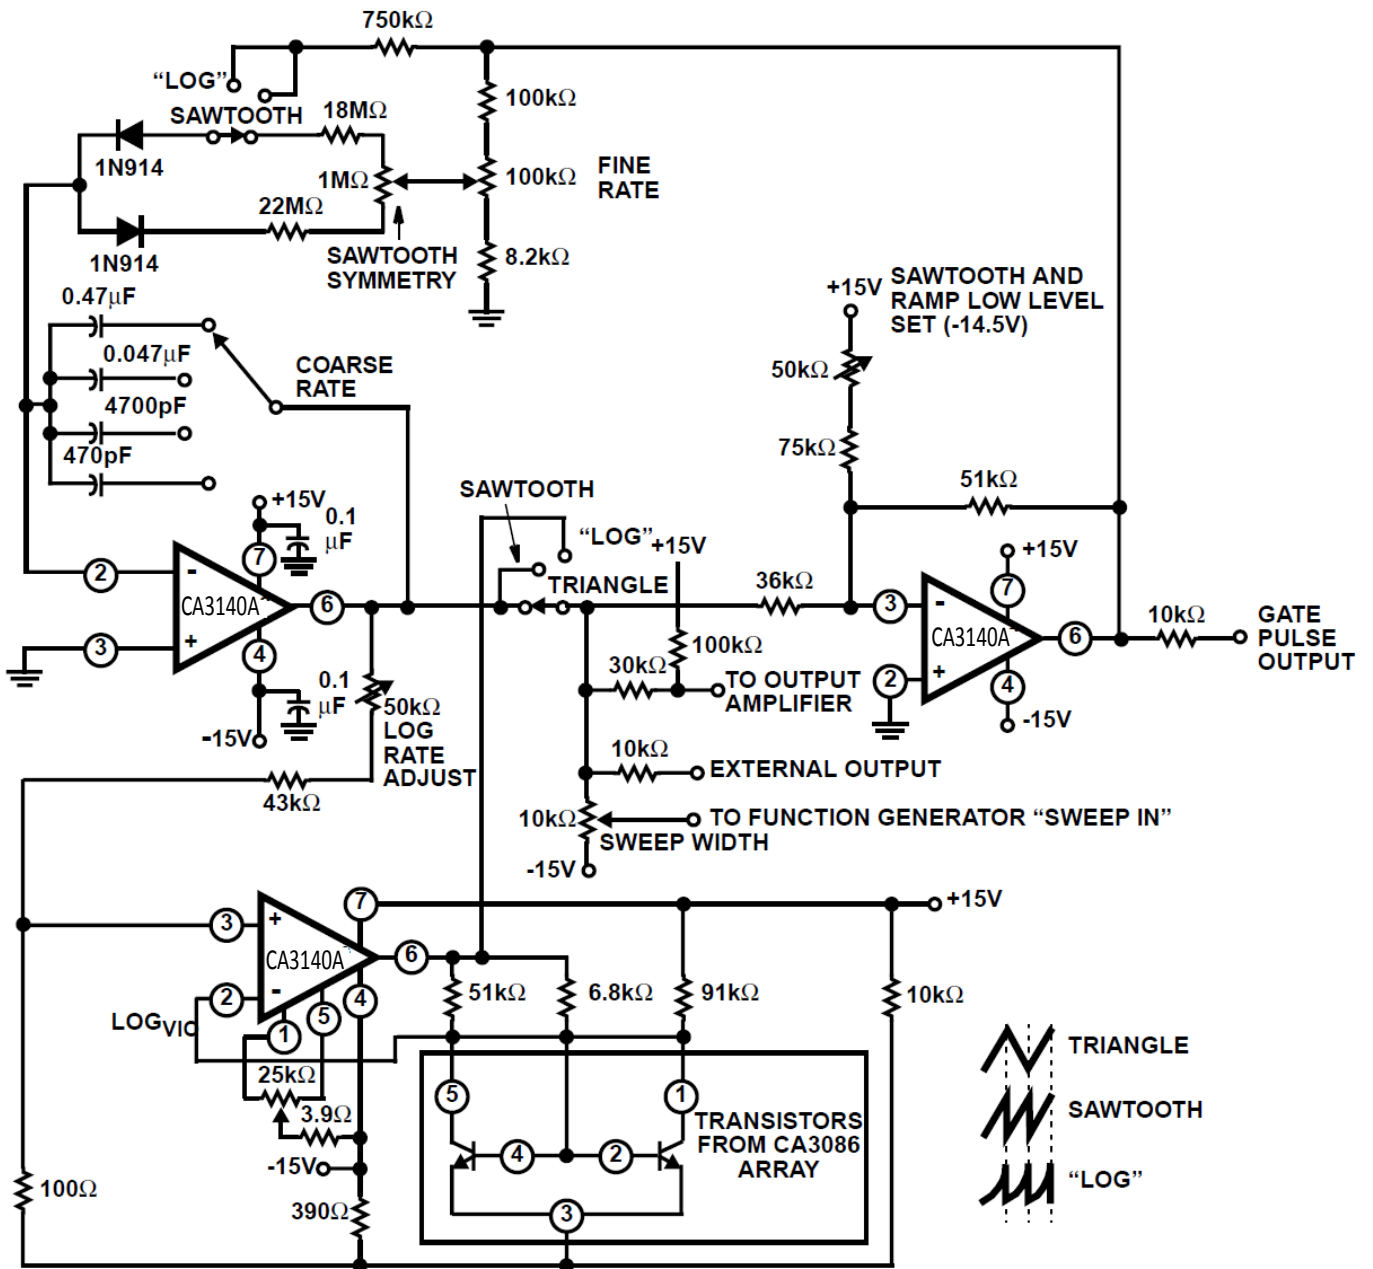 750kΩ
“LOG”
SAWTOOTH
18MΩ
100kΩ
1N914
1MΩ
100kΩ
FINE
RATE
22MΩ
1N914
SAWTOOTH
SYMMETRY
8.2kΩ
0.47µF
0.047µF
4700pF
470pF
COARSE
RATE
+15V
SAWTOOTH AND
RAMP LOW LEVEL
SET (-14.5V)
50kΩ
75kΩ
51kΩ
SAWTOOTH
“LOG”
+15V
TRIANGLE
36kΩ
+15V
0.1
µF
7
2
-
CA3140A
6
3
+
4
0.1
µF
-15V
50kΩ
LOG
RATE
ADJUST
43kΩ
100kΩ
30kΩ
TO OUTPUT
AMPLIFIER
10kΩ
EXTERNAL OUTPUT
10kΩ
TO FUNCTION GENERATOR “SWEEP IN”
SWEEP WIDTH
-15V
+15V
7
3
-
CA3140A
6
2
+
4
-15V
10kΩ
GATE
PULSE
OUTPUT
7
+15V
3
+
CA3140A
6
2
-
4
5
1
LOGVIO
25kΩ
3.9Ω
-15V
390Ω
100Ω
51kΩ
6.8kΩ
91kΩ
10kΩ
5
1
4
2
3
TRANSISTORS
FROM CA3086
ARRAY
TRIANGLE
SAWTOOTH
“LOG”